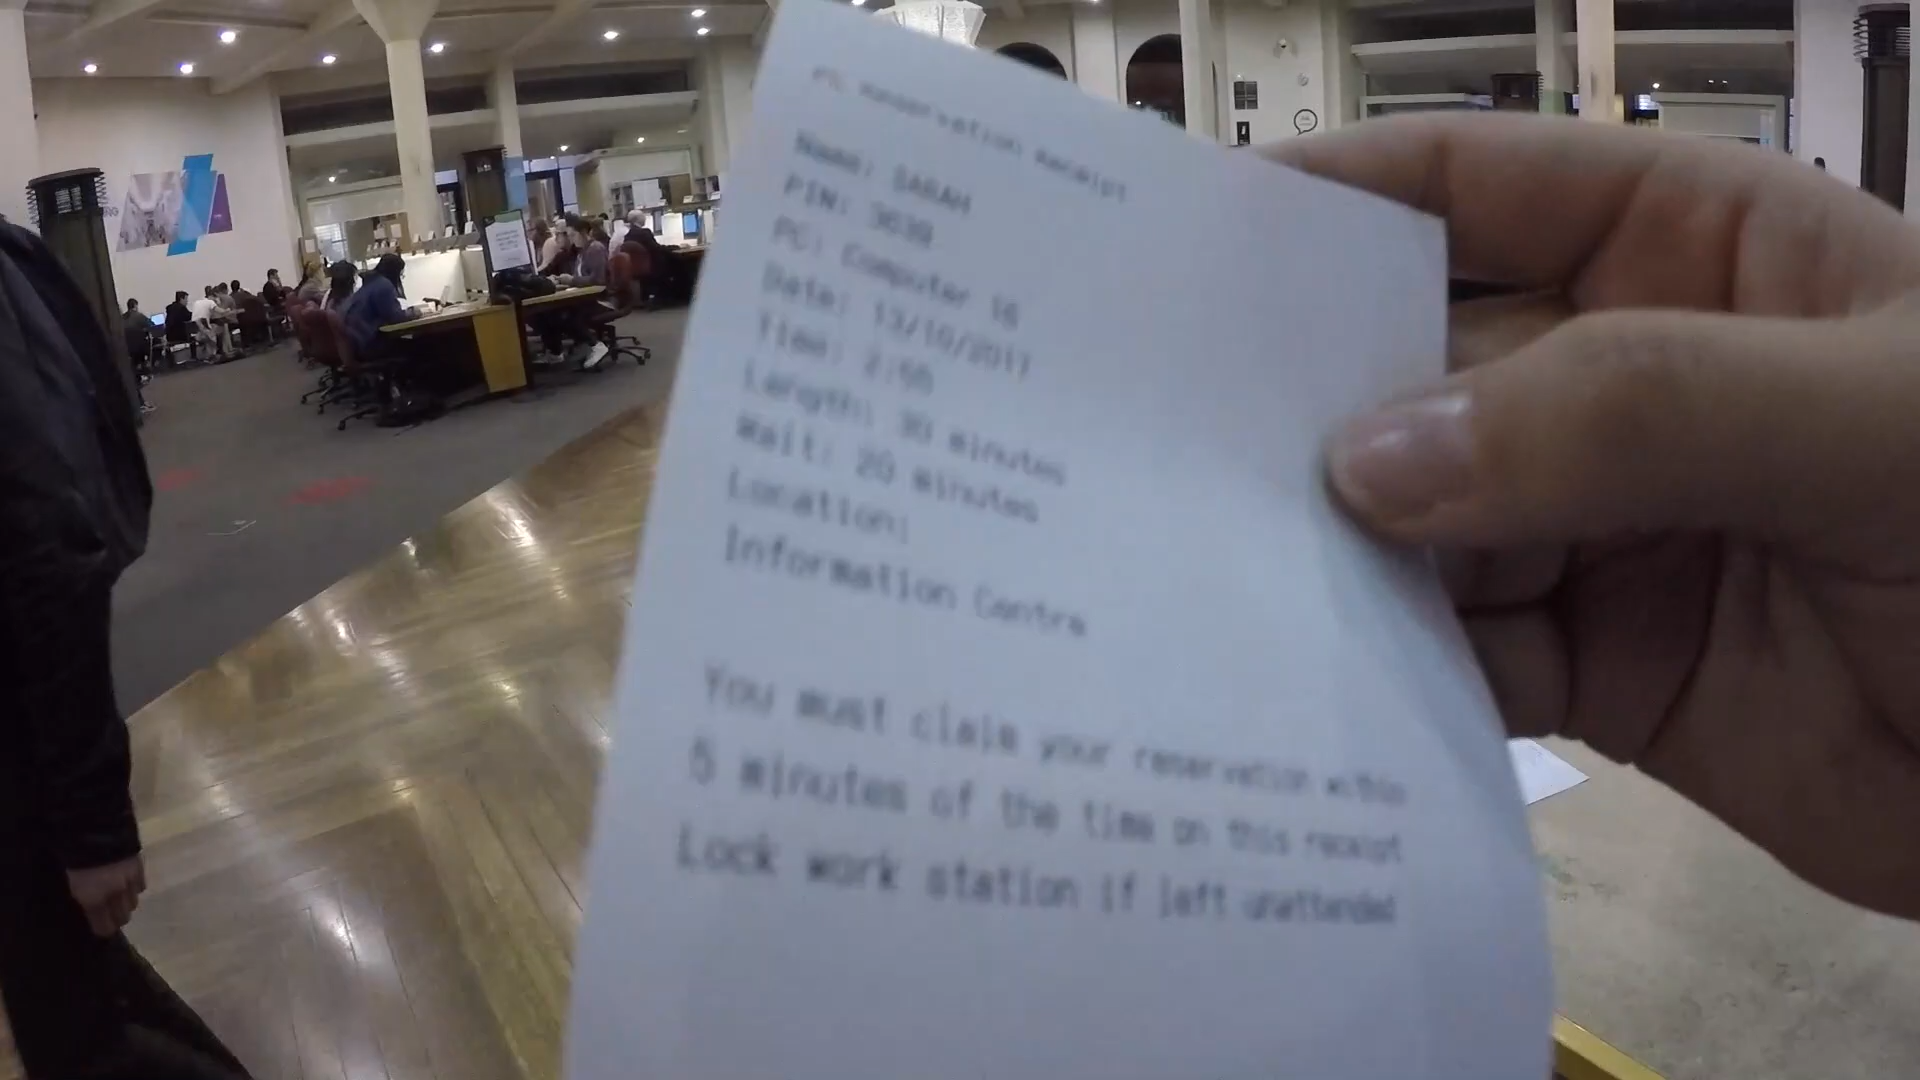 PC Reservation Receipt
Name: SARAH
PIN: 3639
PC: Computer 16
Date: 13/10/2017
Time: 2:55
Length: 30 minutes
Wait: 20 minutes
Location:
Information Centre
You must claim your reservation within
5 minutes of the time on this receipt
Lock work station if left unattended